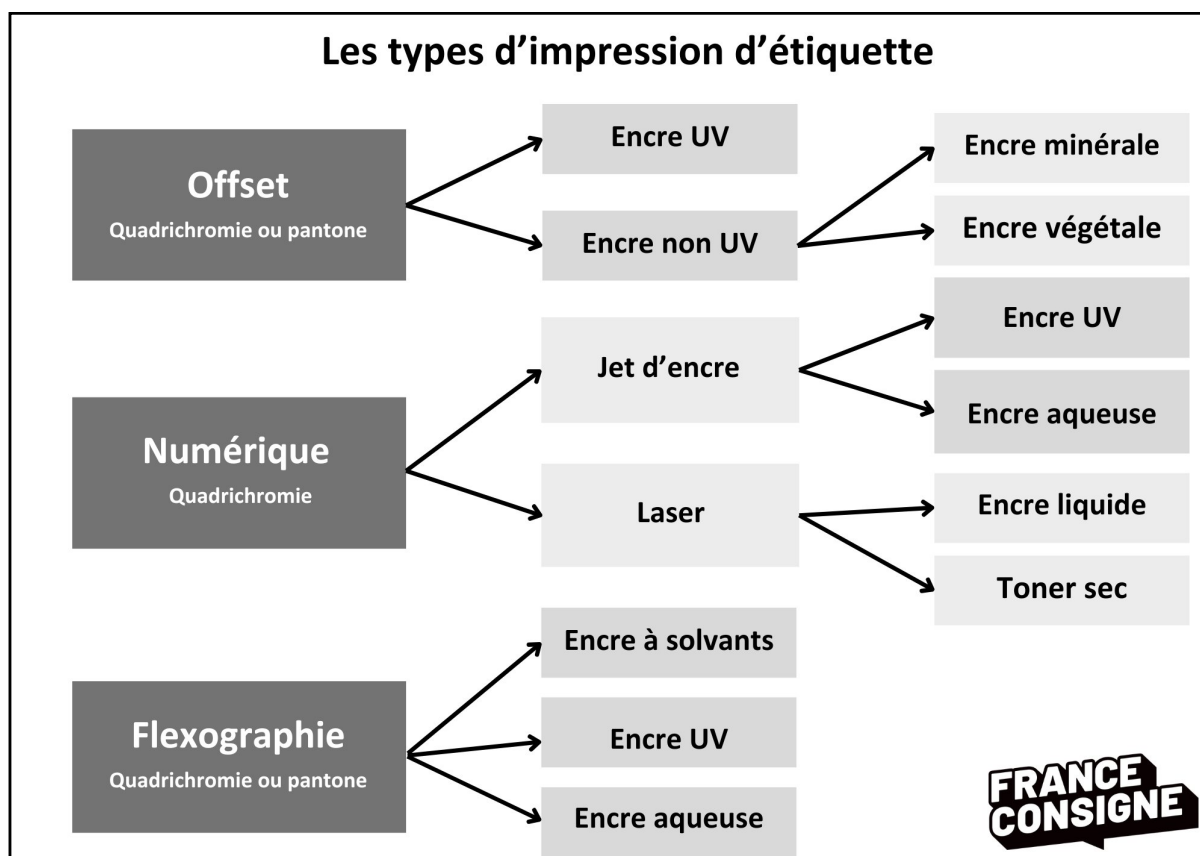 Les types d’impression d’étiquette
Offset
Quadrichromie ou pantone
Encre UV
Encre non UV
Encre minérale
Encre végétale
Numérique
Quadrichromie
Jet d’encre
Encre UV
Encre aqueuse
Laser
Encre liquide
Toner sec
Flexographie
Quadrichromie ou pantone
Encre à solvants
Encre UV
Encre aqueuse
FRANCE
CONSIGNE